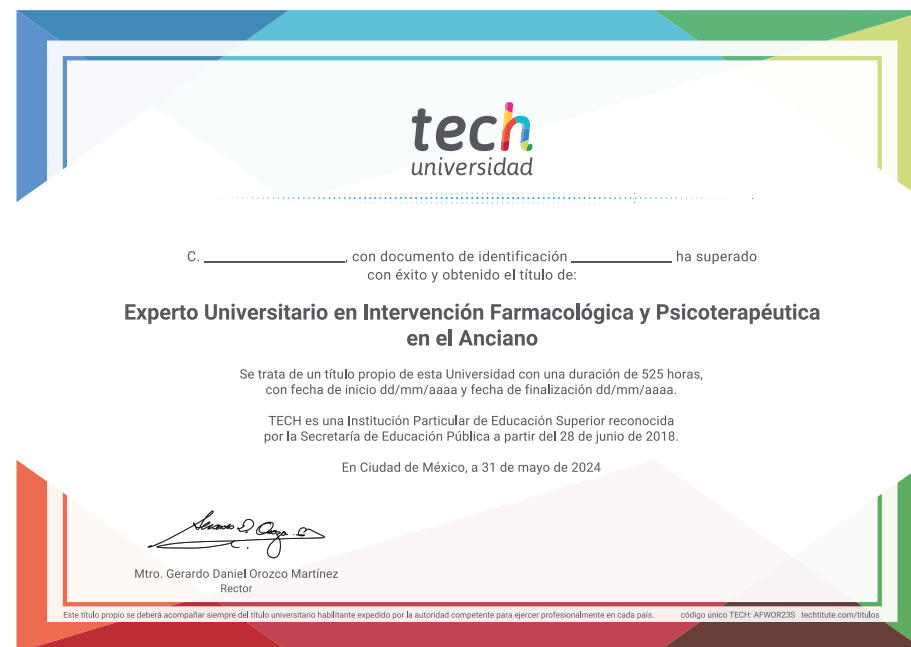 tech
universidad
C. ____________, con documento de identificación ____________ ha superado
con éxito y obtenido el título de:
Experto Universitario en Intervención Farmacológica y Psicoterapéutica
en el Anciano
Se trata de un título propio de esta Universidad con una duración de 525 horas,
con fecha de inicio dd/mm/aaaa y fecha de finalización dd/mm/aaaa.
TECH es una Institución Particular de Educación Superior reconocida
por la Secretaría de Educación Pública a partir del 28 de junio de 2018.
En Ciudad de México, a 31 de mayo de 2024
Mtro. Gerardo Daniel Orozco Martínez
Rector
Este título propio se deberá acompañar siempre del título universitario habilitante expedido por la autoridad competente para ejercer profesionalmente en cada país. código único TECH: AFWOR23S techtitute.com/titulos